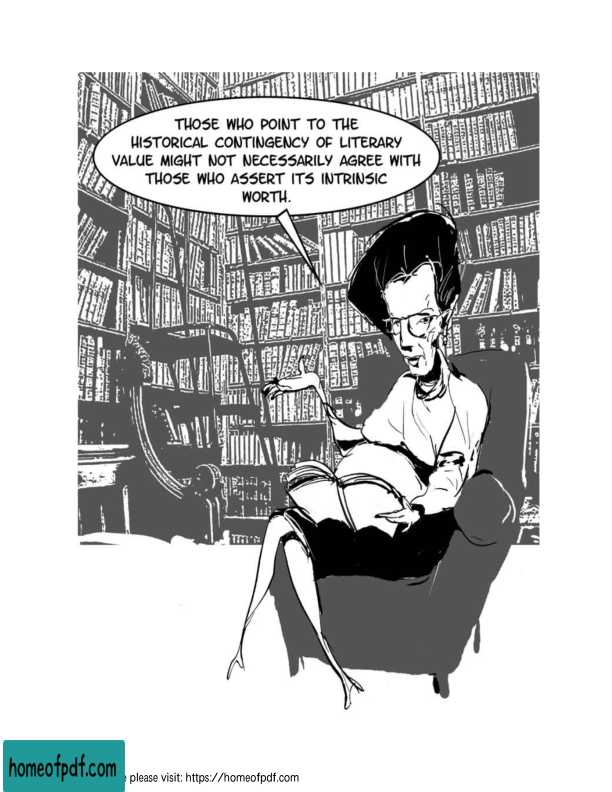 THOSE WHO POINT TO THE
HISTORICAL CONTINGENCY OF LITERARY
VALUE MIGHT NOT NECESSARILY AGREE WITH
THOSE WHO ASSERT ITS INTRINSIC
WORTH.
homeofpdf.com please visit: https://homeofpdf.com